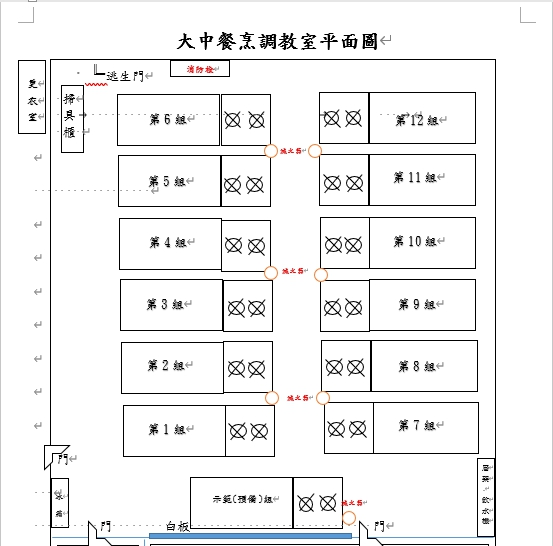 大中餐烹調教室平面圖
更衣室
逃生門
消防栓
掃具櫃
第6組
第12組
滅火器
第5組
第11組
第4組
第10組
滅火器
第3組
第9組
第2組
第8組
滅火器
第1組
第7組
門
示範(預備)組
滅火器
門
白板
門